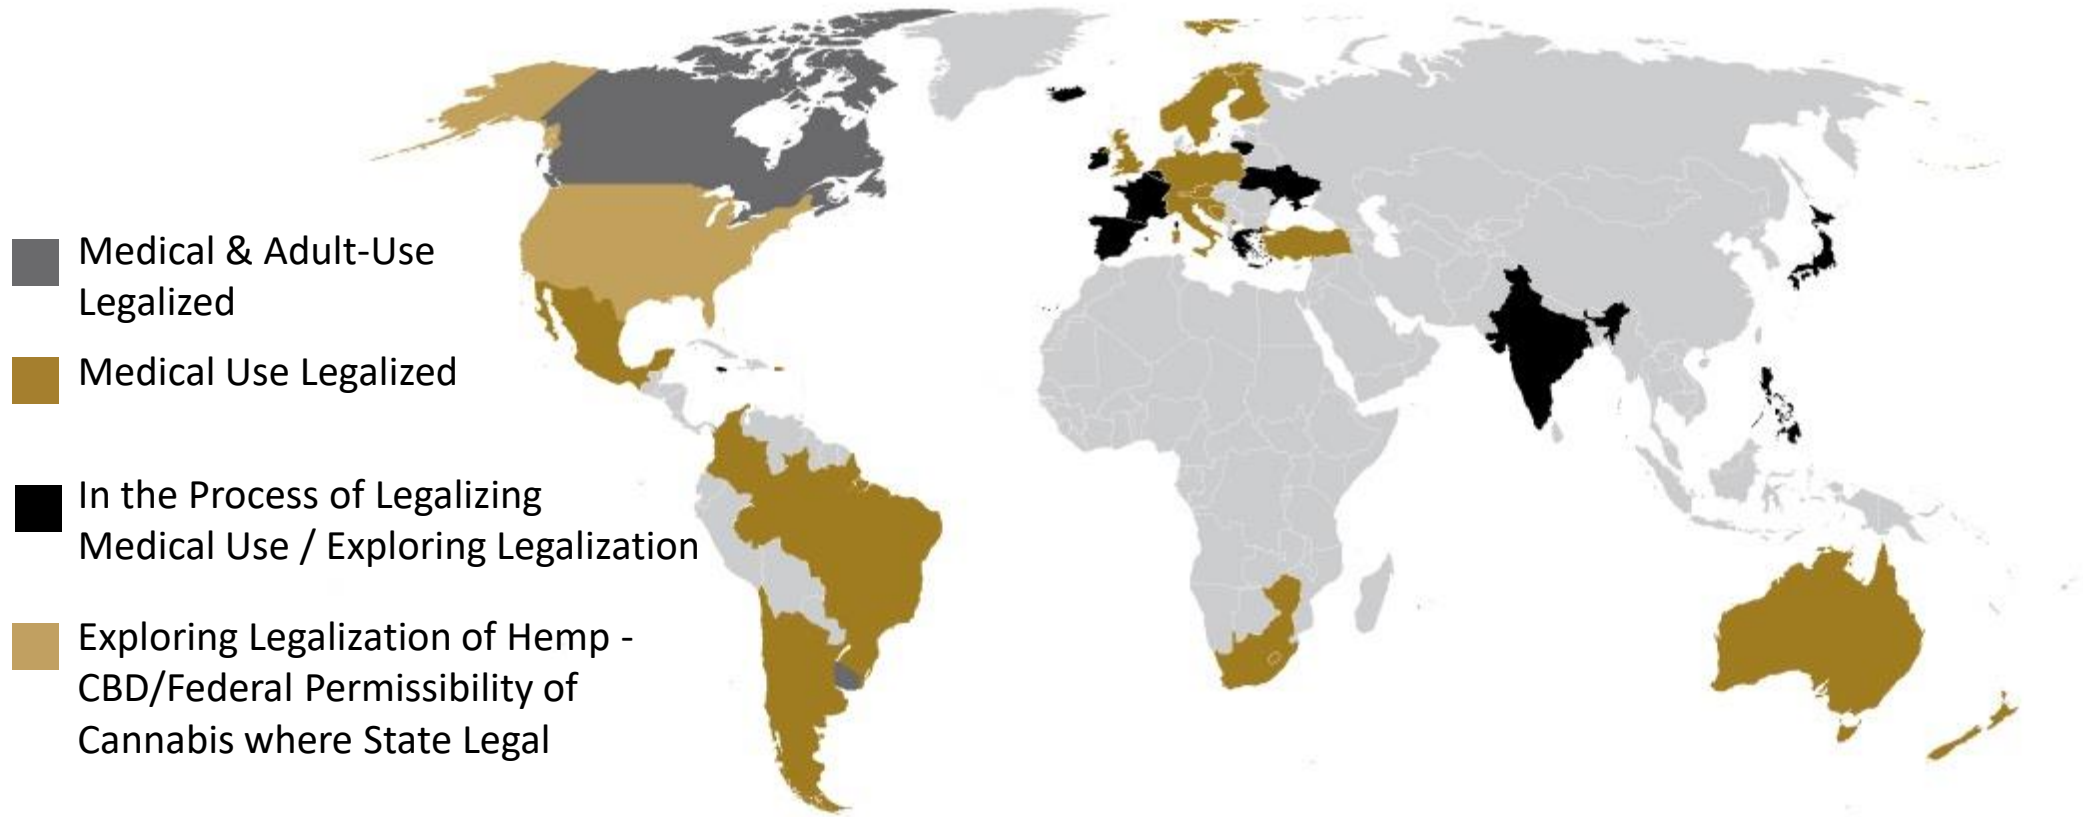 Medical & Adult-Use
Legalized
Medical Use Legalized
In the Process of Legalizing
Medical Use / Exploring Legalization
Exploring Legalization of Hemp -
CBD/Federal Permissibility of
Cannabis where State Legal